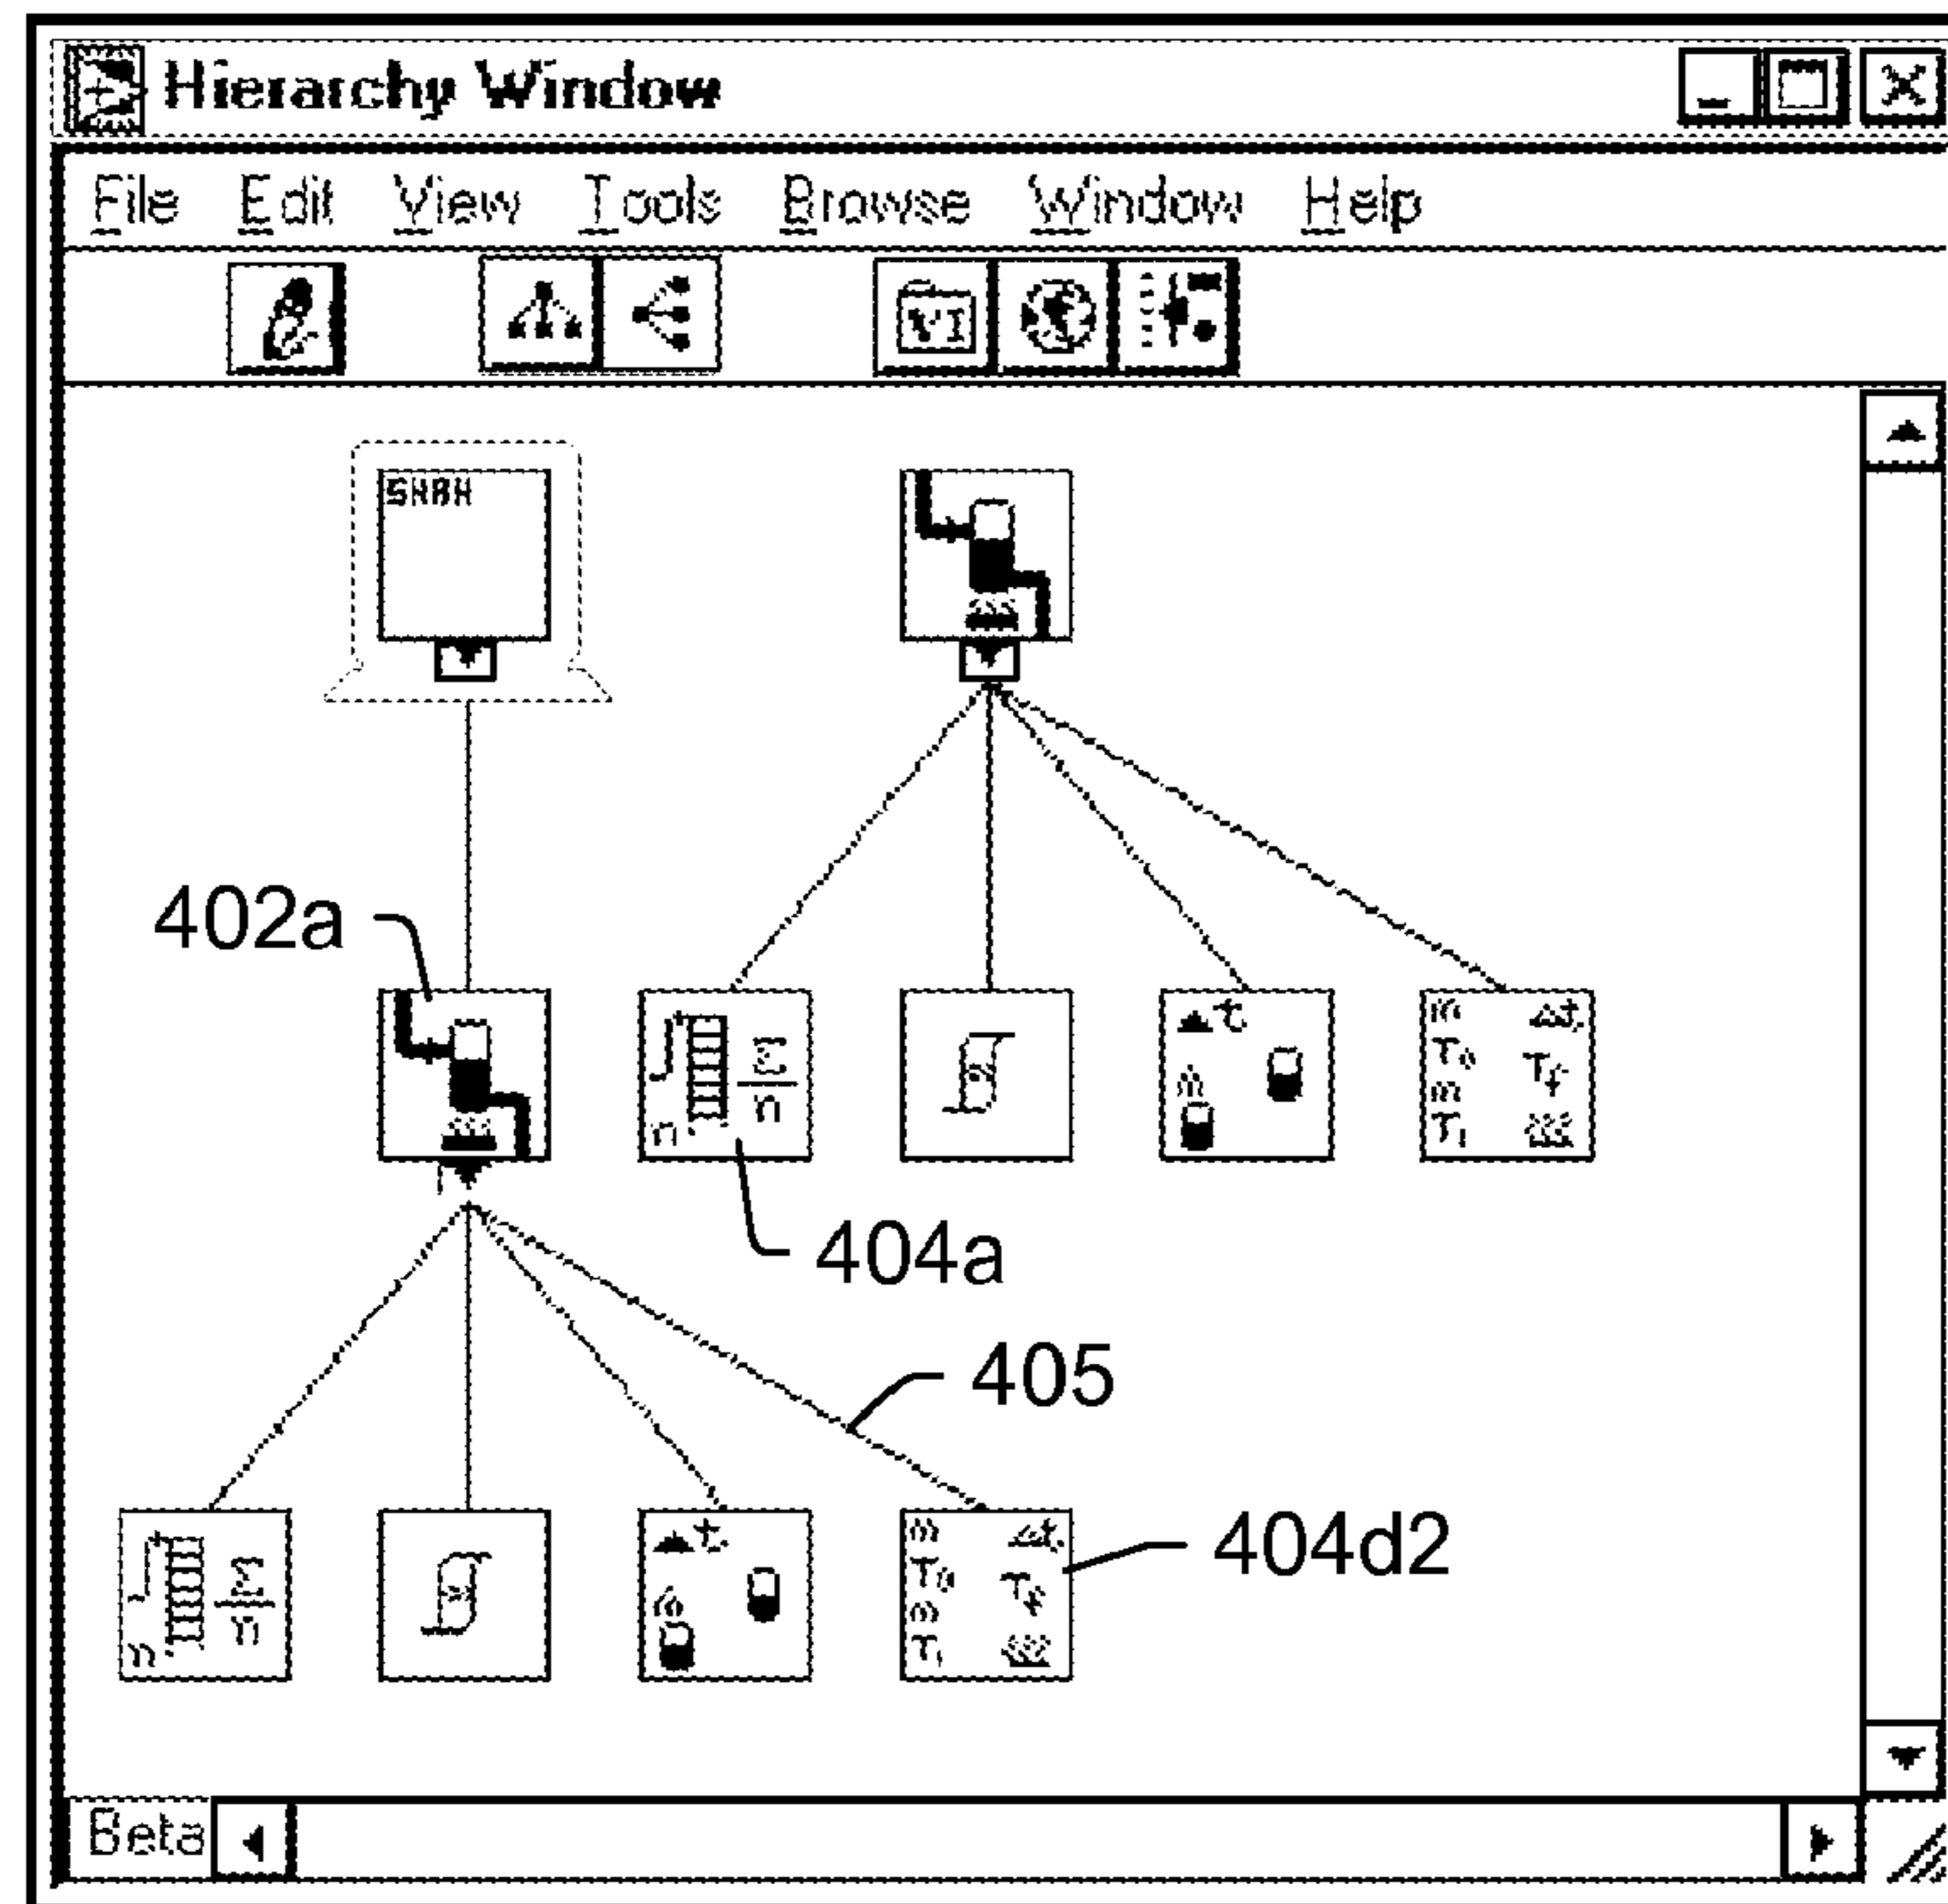 Hierarchy Window
File Edit View Tools Browse Window Help
VI
SHAH
402a
Σ
n
n
t
m
T
404a
405
404d2
Σ
n
n
t
Beta